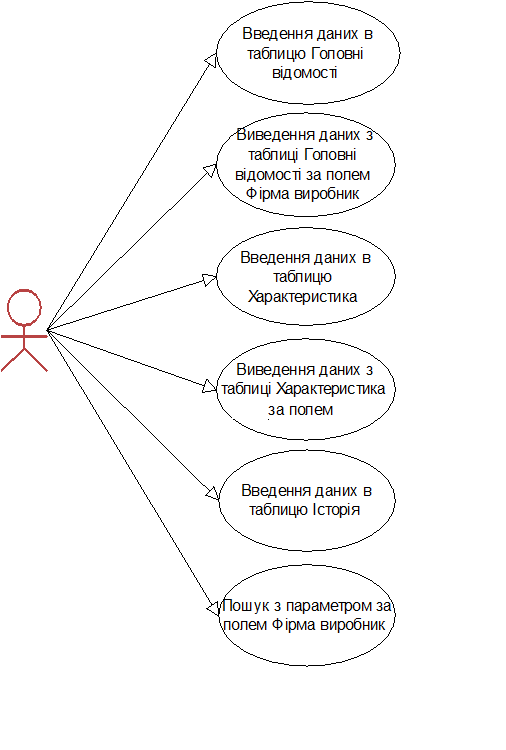 Введення даних в
таблицю Головні
відомості
Виведення даних з
таблиці Головні
відомості за полем
Фірма виробник
Введення даних в
таблицю
Характеристика
Виведення даних з
таблиці Характеристика
за полем
Введення даних в
таблицю Історія
Пошук з параметром за
полем Фірма виробник